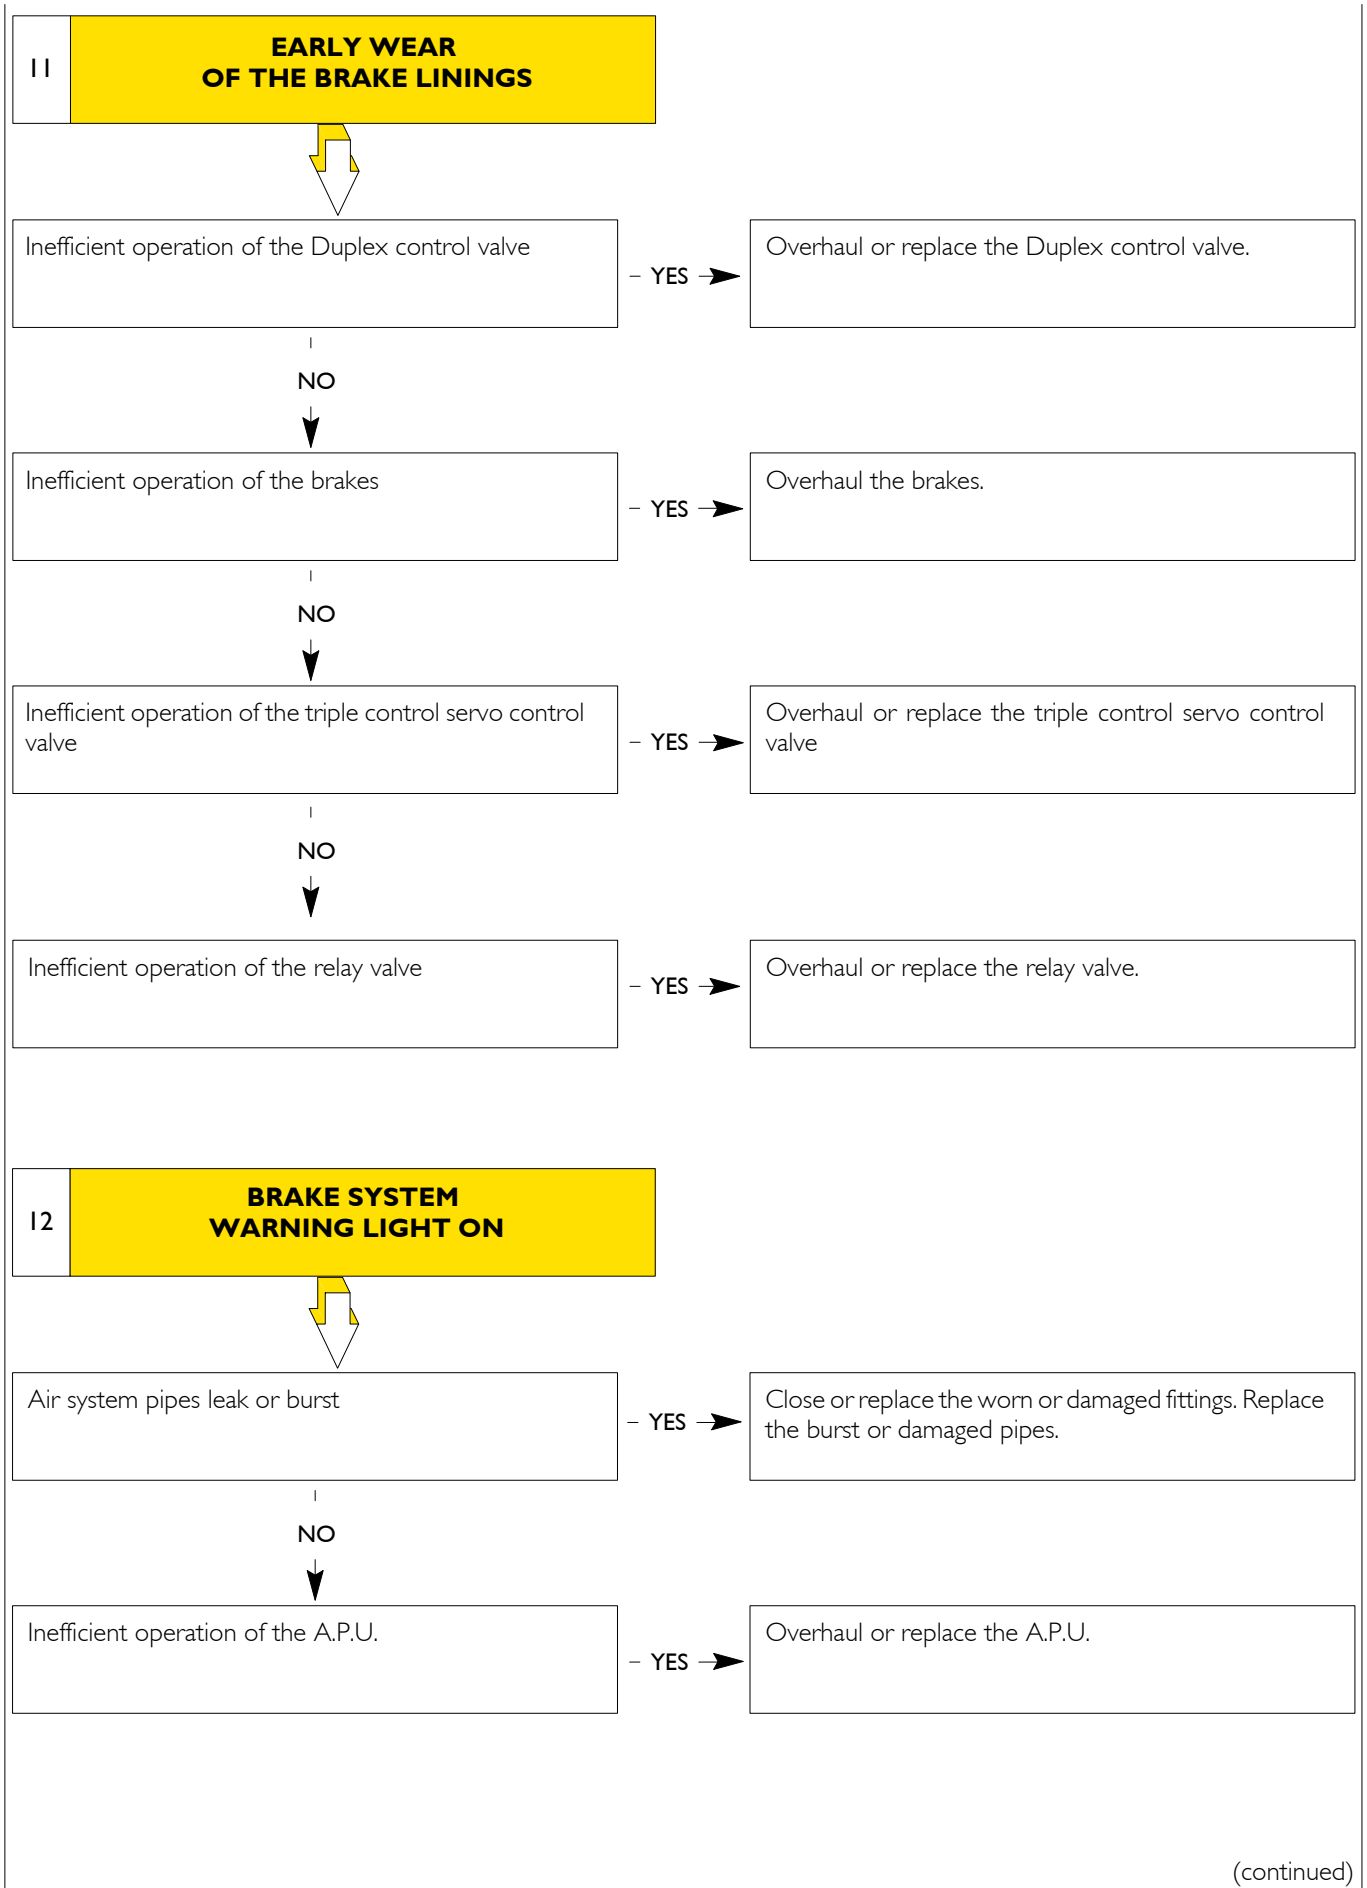 11
EARLY WEAR
OF THE BRAKE LININGS
Inefficient operation of the Duplex control valve
– YES
Overhaul or replace the Duplex control valve.
NO
Inefficient operation of the brakes
– YES
Overhaul the brakes.
NO
Inefficient operation of the triple control servo control
valve
– YES
Overhaul or replace the triple control servo control
valve
NO
Inefficient operation of the relay valve
– YES
Overhaul or replace the relay valve.
12
BRAKE SYSTEM
WARNING LIGHT ON
Air system pipes leak or burst
– YES
Close or replace the worn or damaged fittings. Replace
the burst or damaged pipes.
NO
Inefficient operation of the A.P.U.
– YES
Overhaul or replace the A.P.U.
(continued)